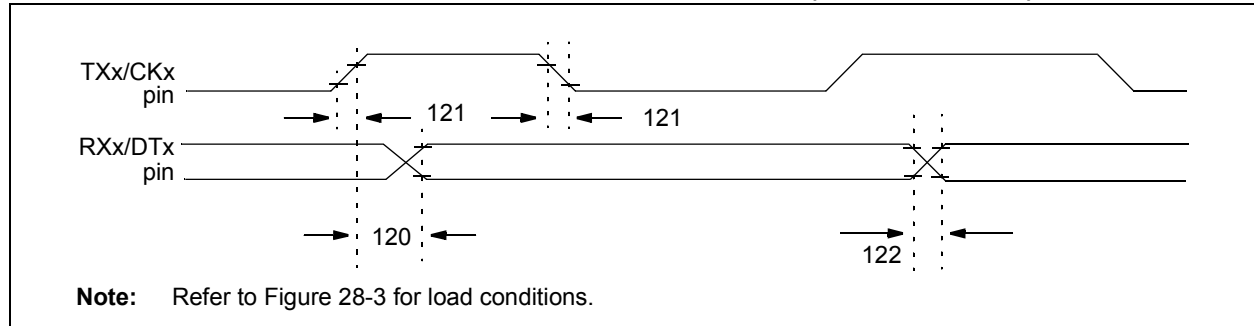 TXx/CKx
pin
121
121
RXx/DTx
pin
120
122
Note: Refer to Figure 28-3 for load conditions.